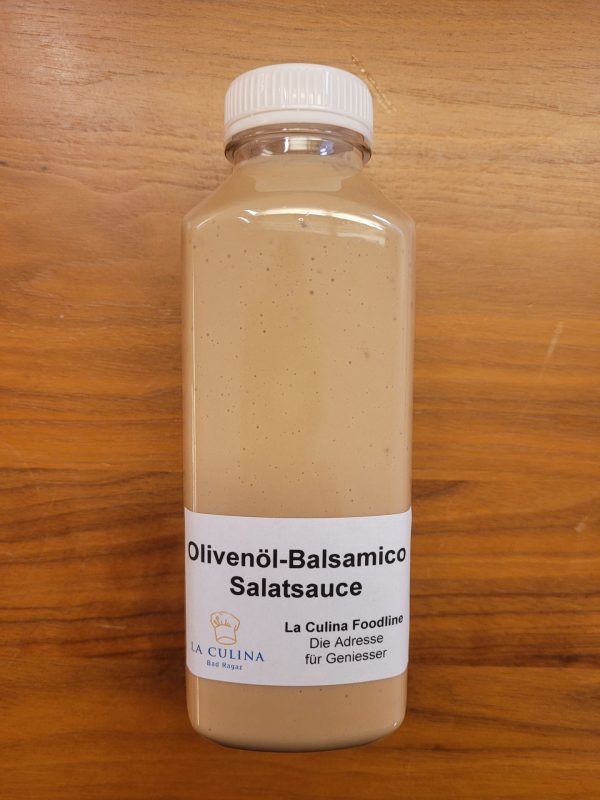 Olivenöl-Balsamico
Salatsauce
LA CULINA
Bad Ragaz
La Culina Foodline
Die Adresse
für Geniesser